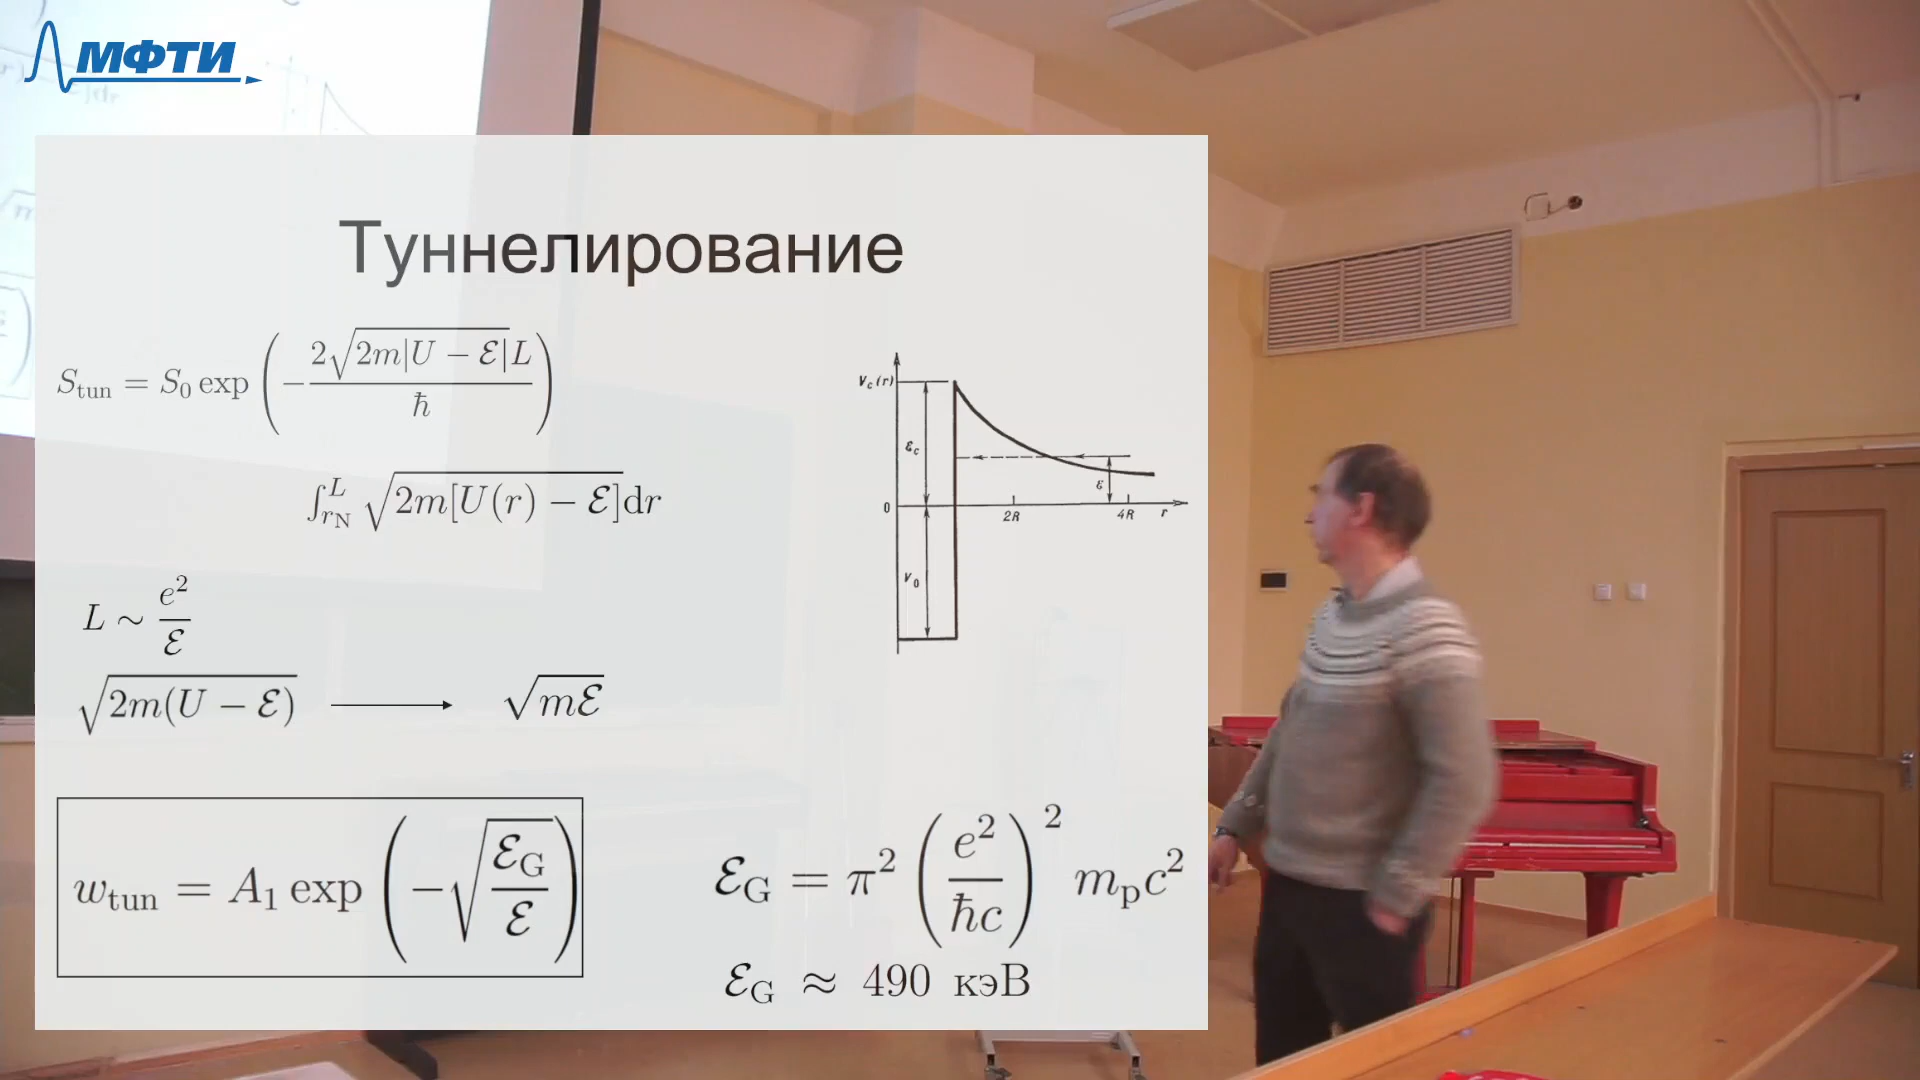 МФТИ
Туннелирование
S_tun = S_0 exp(−2√(2m|U − ℰ|)L / ħ)
∫_{r_N}^{L} √(2m[U(r) − ℰ])dr
L ∼ e²/ℰ
√(2m(U − ℰ)) → √(mℰ)
w_tun = A_1 exp(−√(ℰ_G/ℰ))
V_c(r)
ℰ_c
ε
0
2R
4R
r
V_0
ℰ_G = π² (e²/ħc)² m_p c²
ℰ_G ≈ 490 кэВ